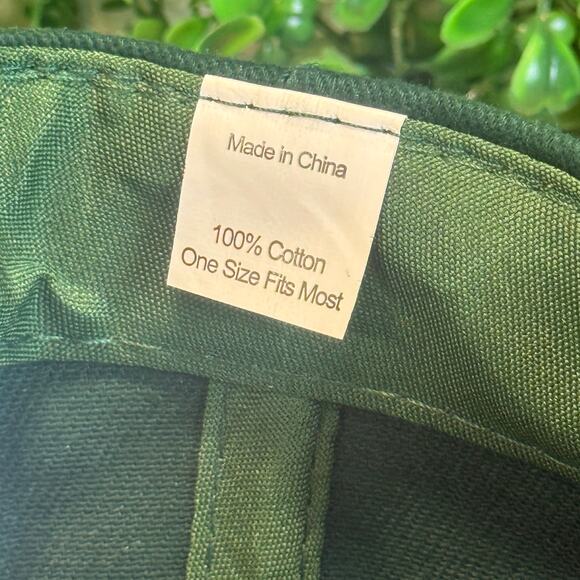 Made in China
100% Cotton
One Size Fits Most